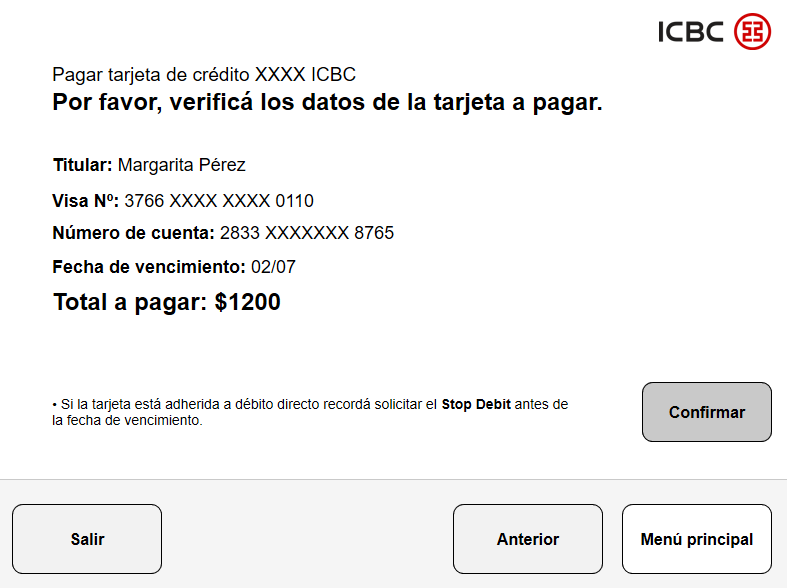 ICBC
Pagar tarjeta de crédito XXXX ICBC
Por favor, verificá los datos de la tarjeta a pagar.
Titular: Margarita Pérez
Visa Nº: 3766 XXXX XXXX 0110
Número de cuenta: 2833 XXXXXXX 8765
Fecha de vencimiento: 02/07
Total a pagar: $1200
• Si la tarjeta está adherida a débito directo recordá solicitar el Stop Debit antes de
la fecha de vencimiento.
Confirmar
Salir
Anterior
Menú principal